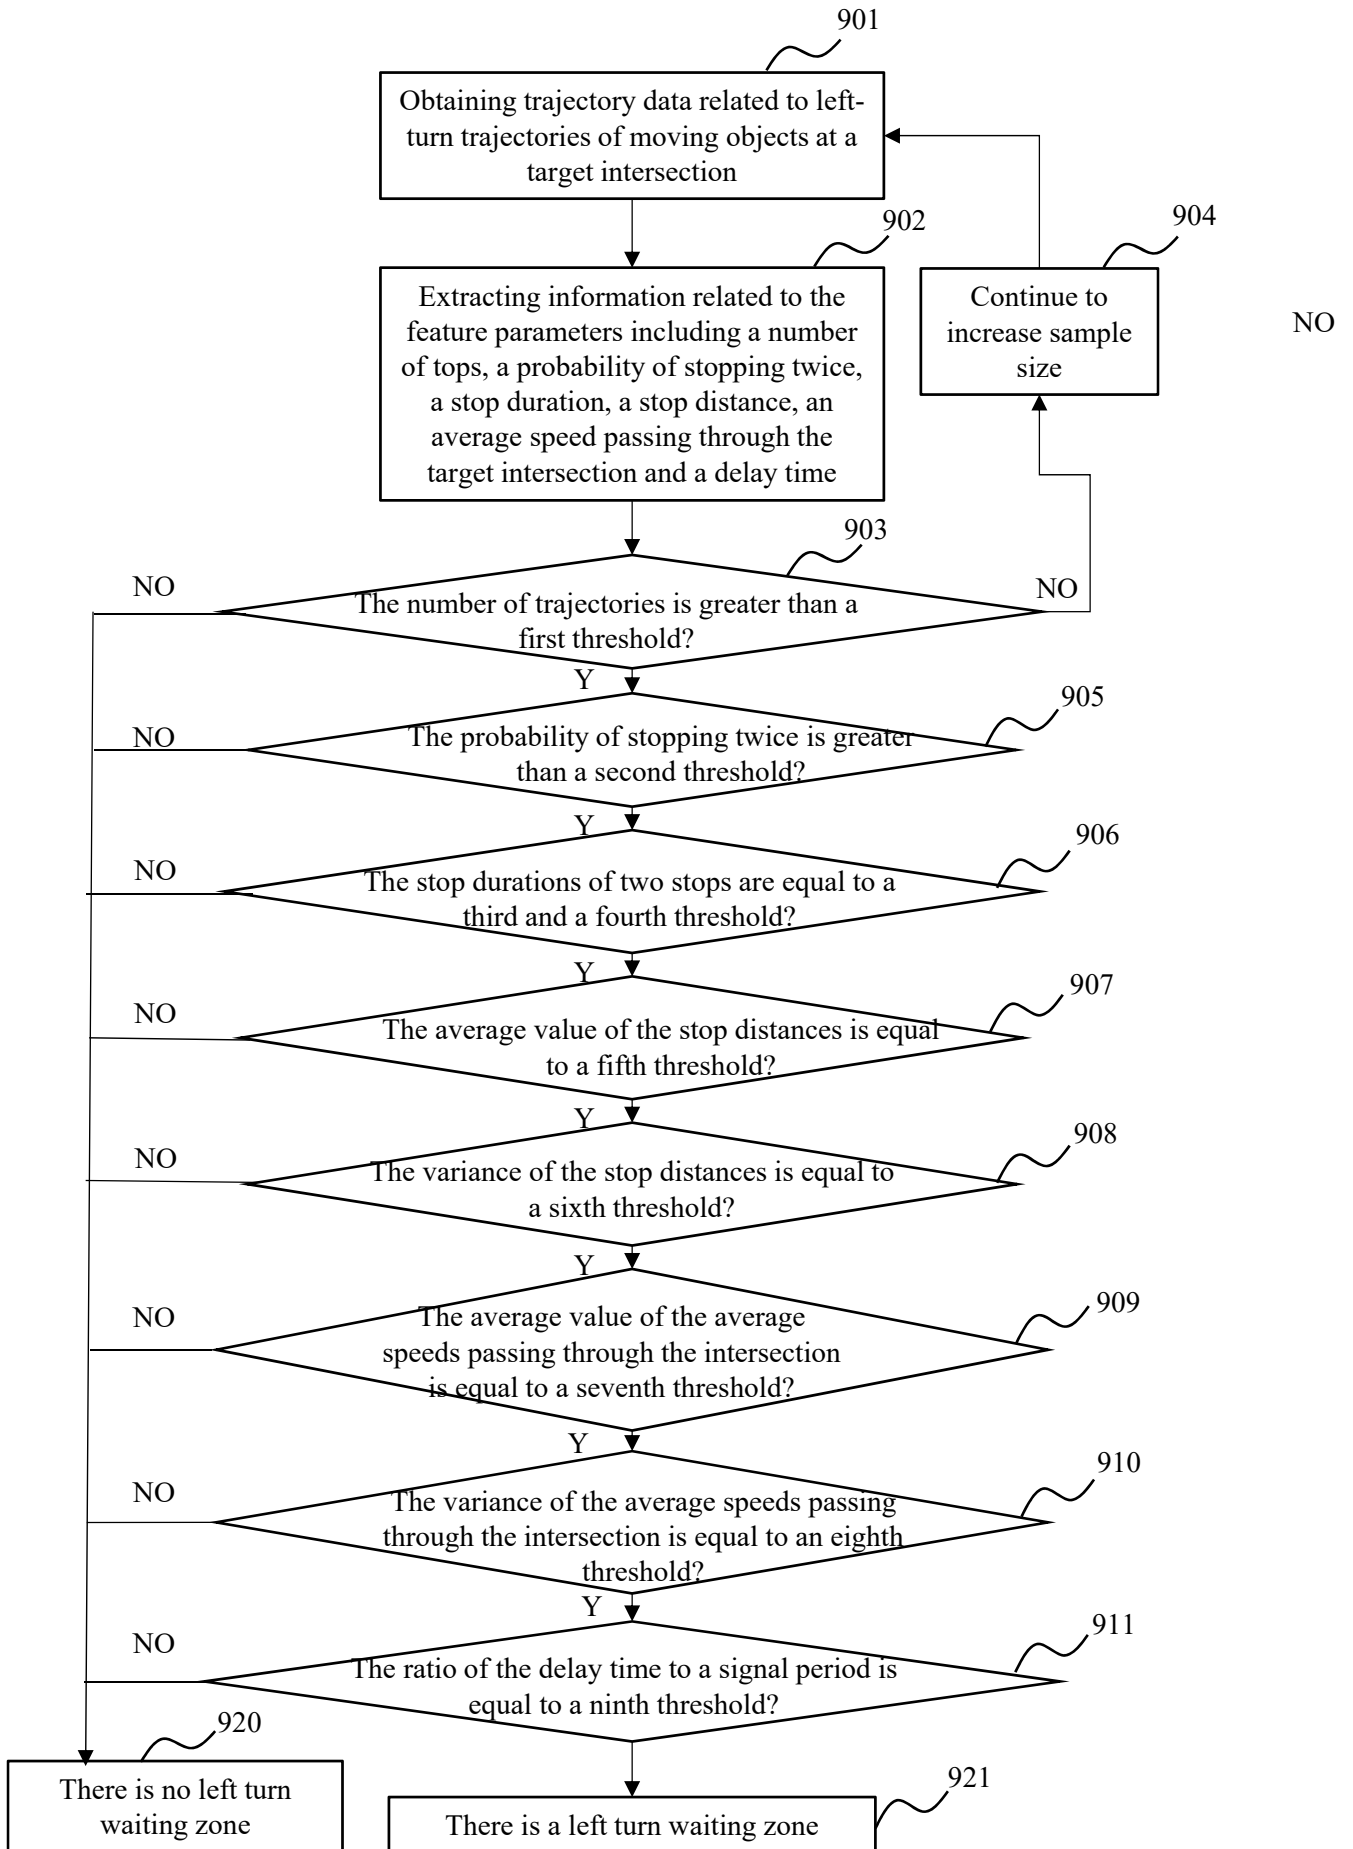 901
Obtaining trajectory data related to left-
turn trajectories of moving objects at a
target intersection
902
904
Extracting information related to the
feature parameters including a number
of tops, a probability of stopping twice,
a stop duration, a stop distance, an
average speed passing through the
target intersection and a delay time
Continue to
increase sample
size
NO
903
NO
The number of trajectories is greater than a
first threshold?
NO
Y
905
NO
The probability of stopping twice is greater
than a second threshold?
Y
906
NO
The stop durations of two stops are equal to a
third and a fourth threshold?
Y
907
NO
The average value of the stop distances is equal
to a fifth threshold?
Y
908
NO
The variance of the stop distances is equal to
a sixth threshold?
Y
909
NO
The average value of the average
speeds passing through the intersection
is equal to a seventh threshold?
Y
910
NO
The variance of the average speeds passing
through the intersection is equal to an eighth
threshold?
Y
911
NO
The ratio of the delay time to a signal period is
equal to a ninth threshold?
920
There is no left turn
waiting zone
921
There is a left turn waiting zone